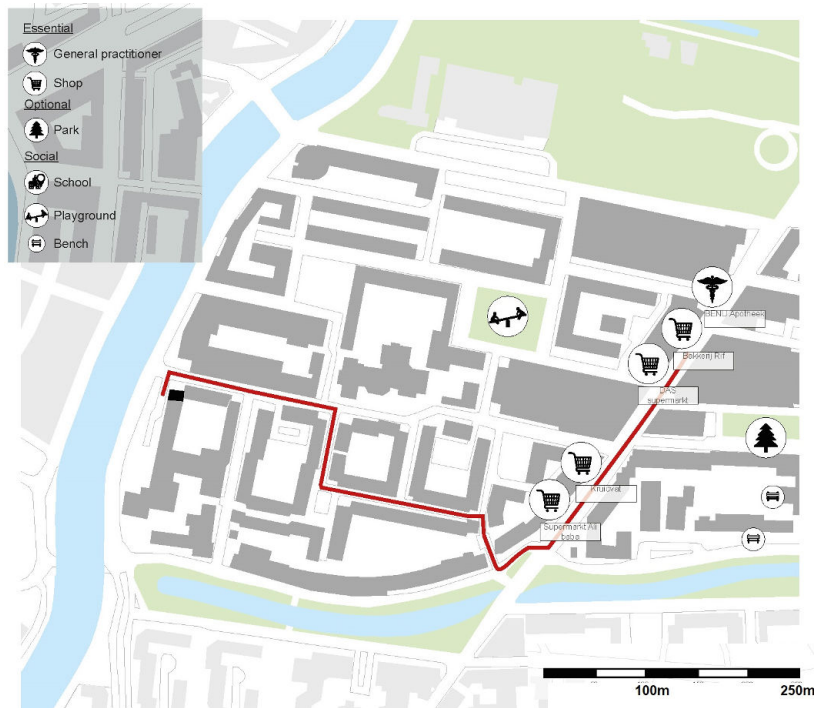 Essential
General practitioner
Shop
Optional
Park
Social
School
Playground
Bench
BENU Apotheek
Bakkerij Rif
DAS
supermarkt
Kruidvat
Supermarkt Ali
baba
100m
250m